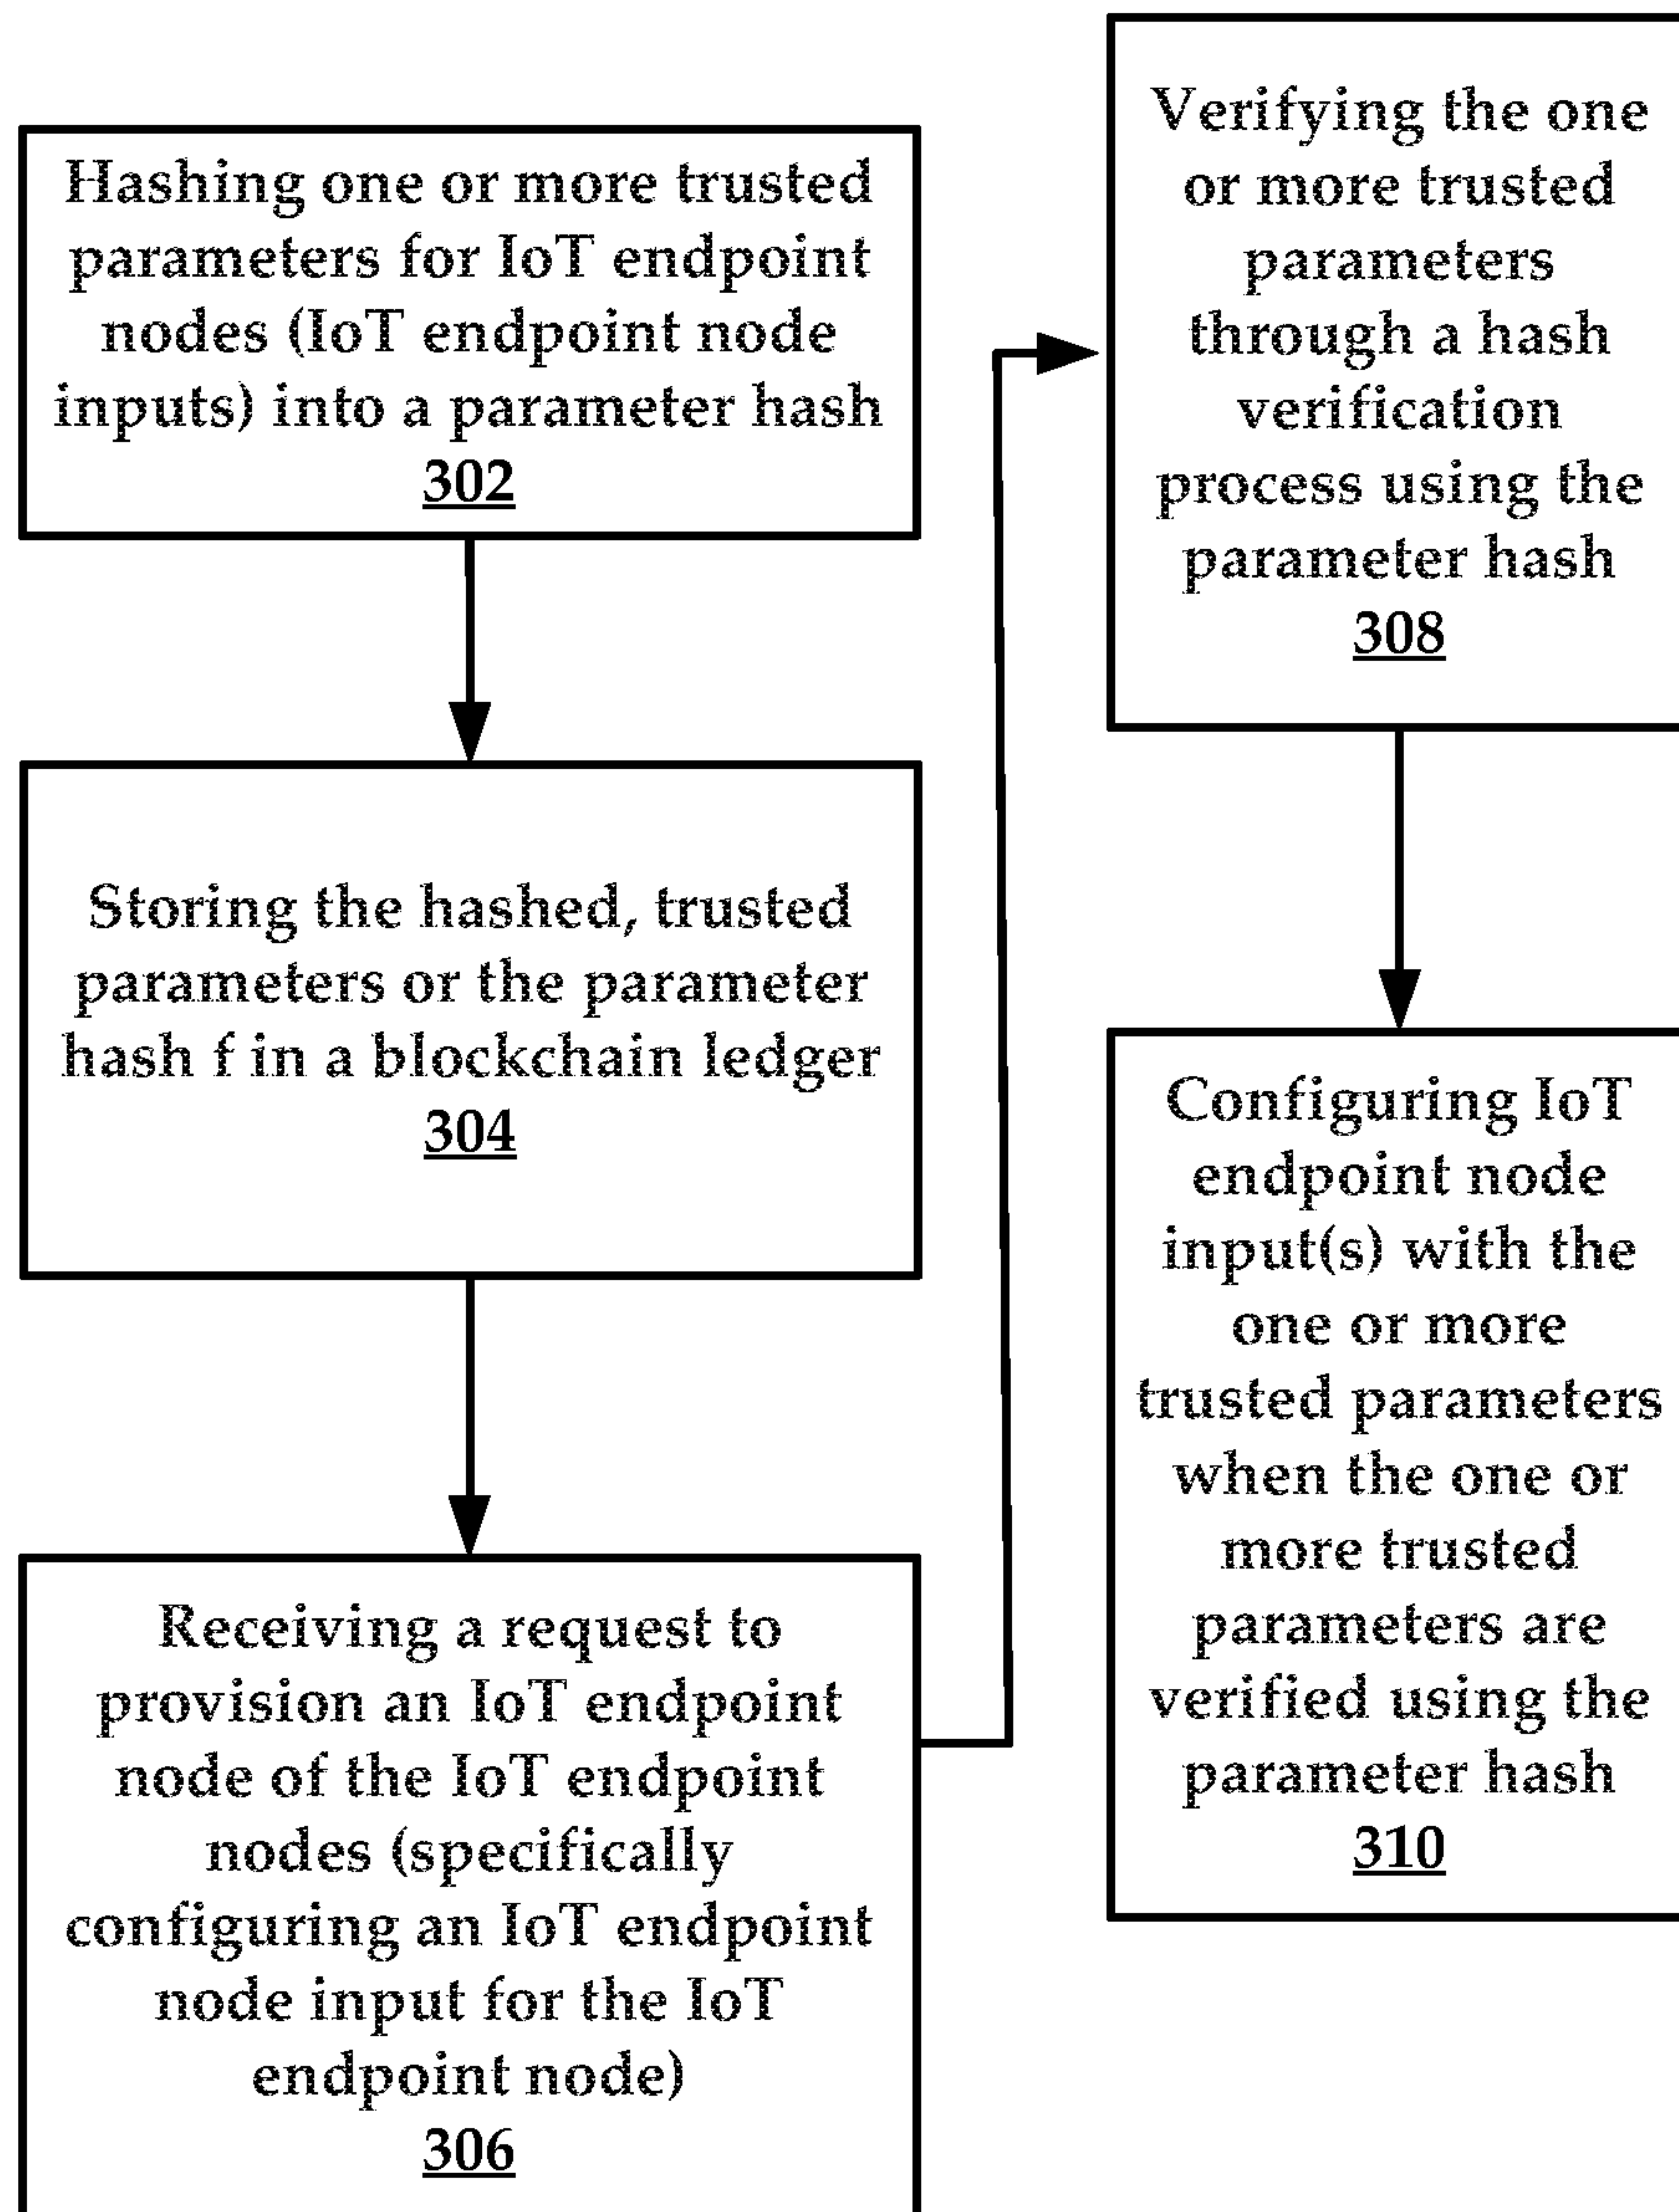 Hashing one or more trusted
parameters for IoT endpoint
nodes (IoT endpoint node
inputs) into a parameter hash
302
Storing the hashed, trusted
parameters or the parameter
hash f in a blockchain ledger
304
Receiving a request to
provision an IoT endpoint
node of the IoT endpoint
nodes (specifically
configuring an IoT endpoint
node input for the IoT
endpoint node)
306
Verifying the one
or more trusted
parameters
through a hash
verification
process using the
parameter hash
308
Configuring IoT
endpoint node
input(s) with the
one or more
trusted parameters
when the one or
more trusted
parameters are
verified using the
parameter hash
310